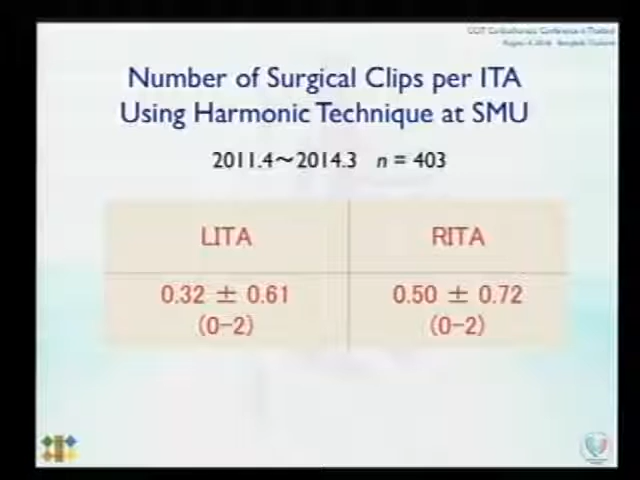 Number of Surgical Clips per ITA
Using Harmonic Technique at SMU
2011.4～2014.3 n = 403
LITA RITA
0.32 ± 0.61 0.50 ± 0.72
(0-2) (0-2)